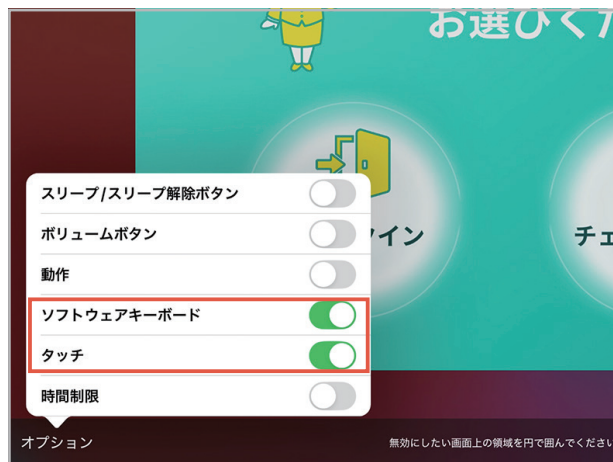 お選びくだ
スリープ/スリープ解除ボタン
ボリュームボタン
イン
チェ
動作
ソフトウェアキーボード
タッチ
時間制限
オプション
無効にしたい画面上の領域を円で囲んでください